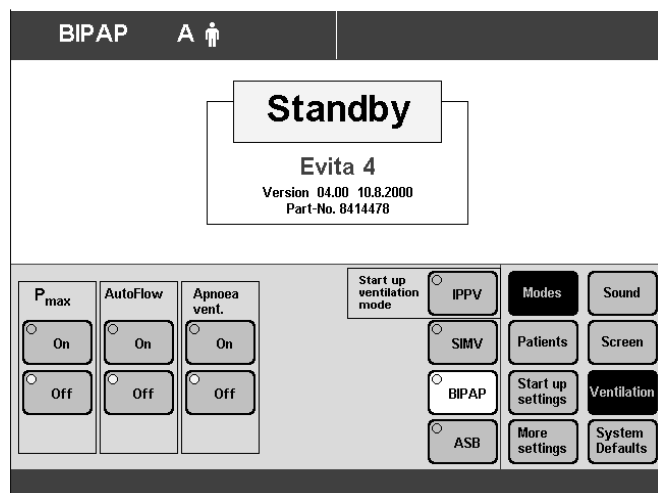 BIPAP A
Standby
Evita 4
Version 04.00 10.8.2000
Part-No. 8414478
Pmax
On
Off
AutoFlow
On
Off
Apnoea
vent.
On
Off
Start up
ventilation
mode
IPPV
SIMV
BIPAP
ASB
Modes
Sound
Patients
Screen
Start up
settings
Ventilation
More
settings
System
Defaults